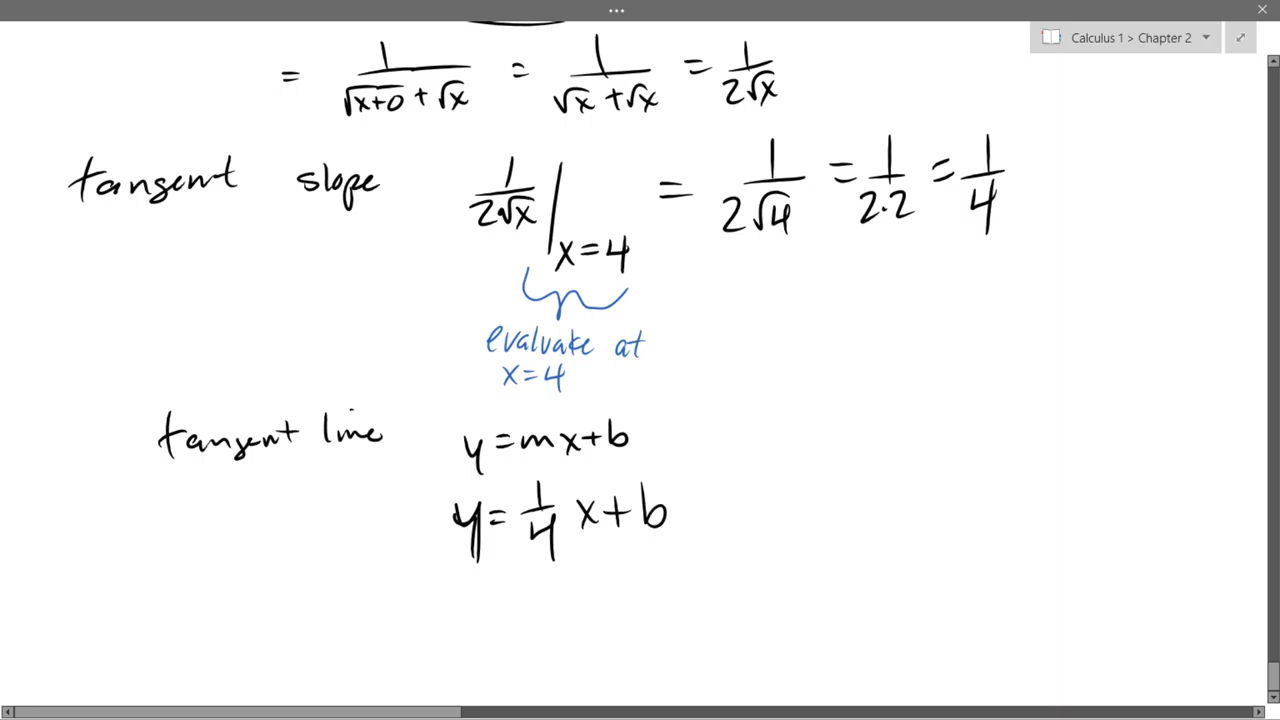 Calculus 1 > Chapter 2
= 1/(√x+0 + √x) = 1/(√x + √x) = 1/(2√x)
tangent slope 1/(2√x) | x=4 = 1/(2√4) = 1/(2·2) = 1/4
evaluate at
x=4
tangent line y=mx+b
y= 1/4 x+b